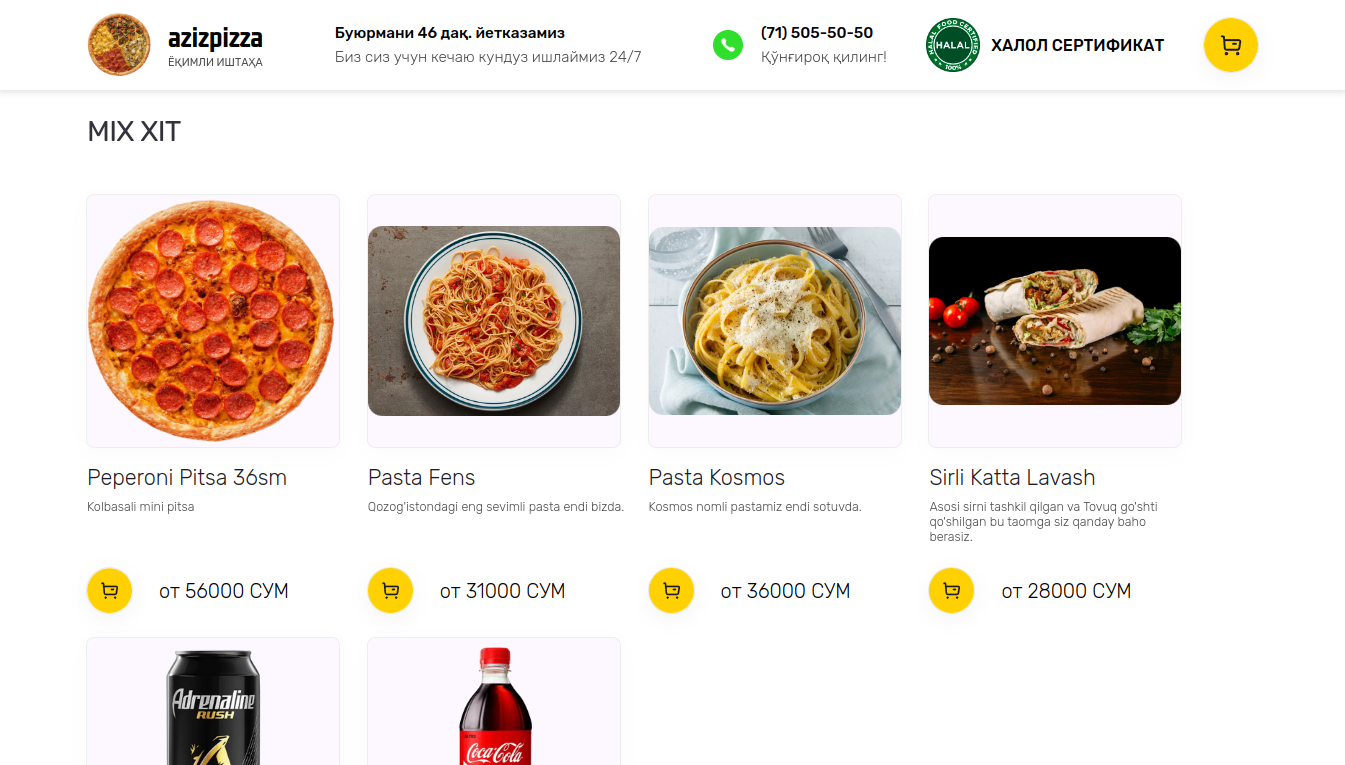 azizpizza
ЁҚИМЛИ ИШТАҲА
Буюрмани 46 дақ. йетказамиз
Биз сиз учун кечаю кундуз ишлаймиз 24/7
(71) 505-50-50
Қўнғироқ қилинг!
HALAL FOOD CERTIFIED
HALAL
100%
ХАЛОЛ СЕРТИФИКАТ
MIX XIT
Peperoni Pitsa 36sm
Kolbasali mini pitsa
от 56000 СУМ
Pasta Fens
Qozog'istondagi eng sevimli pasta endi bizda.
от 31000 СУМ
Pasta Kosmos
Kosmos nomli pastamiz endi sotuvda.
от 36000 СУМ
Sirli Katta Lavash
Asosi sirni tashkil qilgan va Tovuq go'shti
qo'shilgan bu taomga siz qanday baho
berasiz.
от 28000 СУМ
Adrenaline
RUSH
Coca-Cola